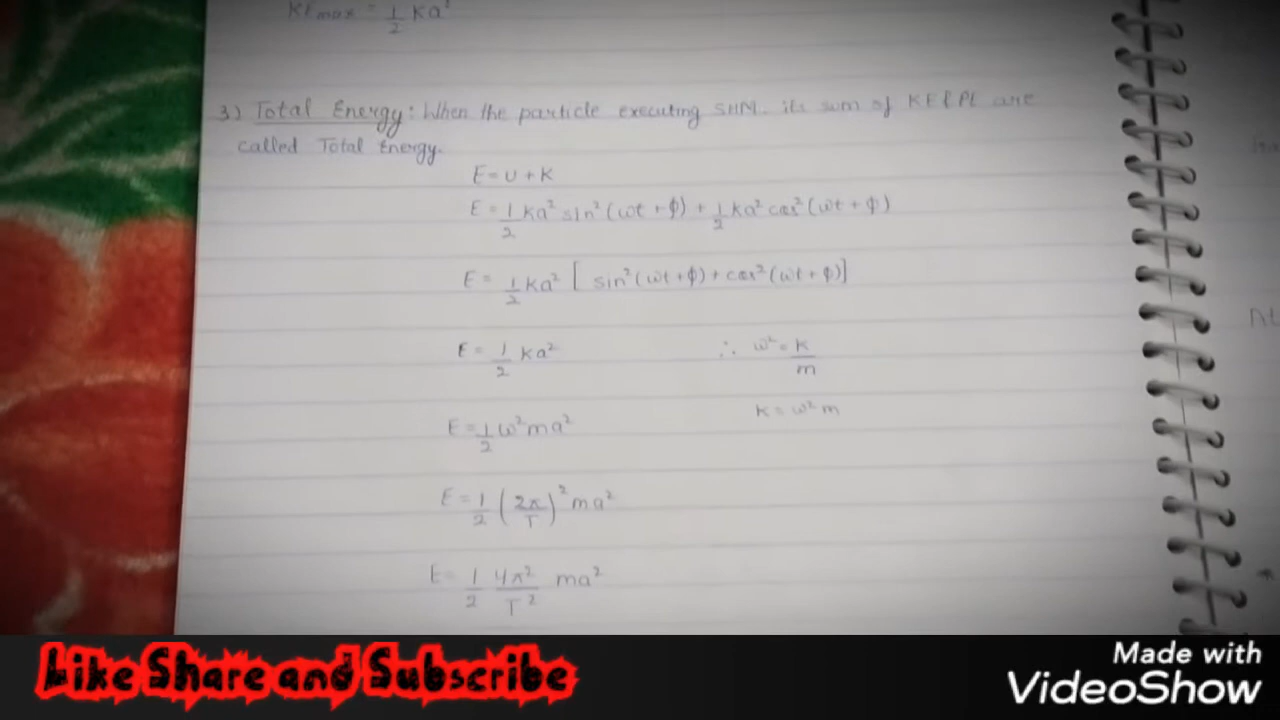 KEmax = 1/2 ka²
3) Total Energy: When the particle executing SHM. its sum of KE & PE are
called Total Energy.
E = U + K
E = 1/2 ka² sin² (ωt + ϕ) + 1/2 ka² cos² (ωt + ϕ)
E = 1/2 ka² [ sin² (ωt + ϕ) + cos² (ωt + ϕ)]
E = 1/2 ka² ∴ ω² = K/m
K = ω²m
E = 1/2 ω²ma²
E = 1/2 (2π/T)² ma²
E = 1/2 4π²/T² ma²
Like Share and Subscribe
Made with
VideoShow